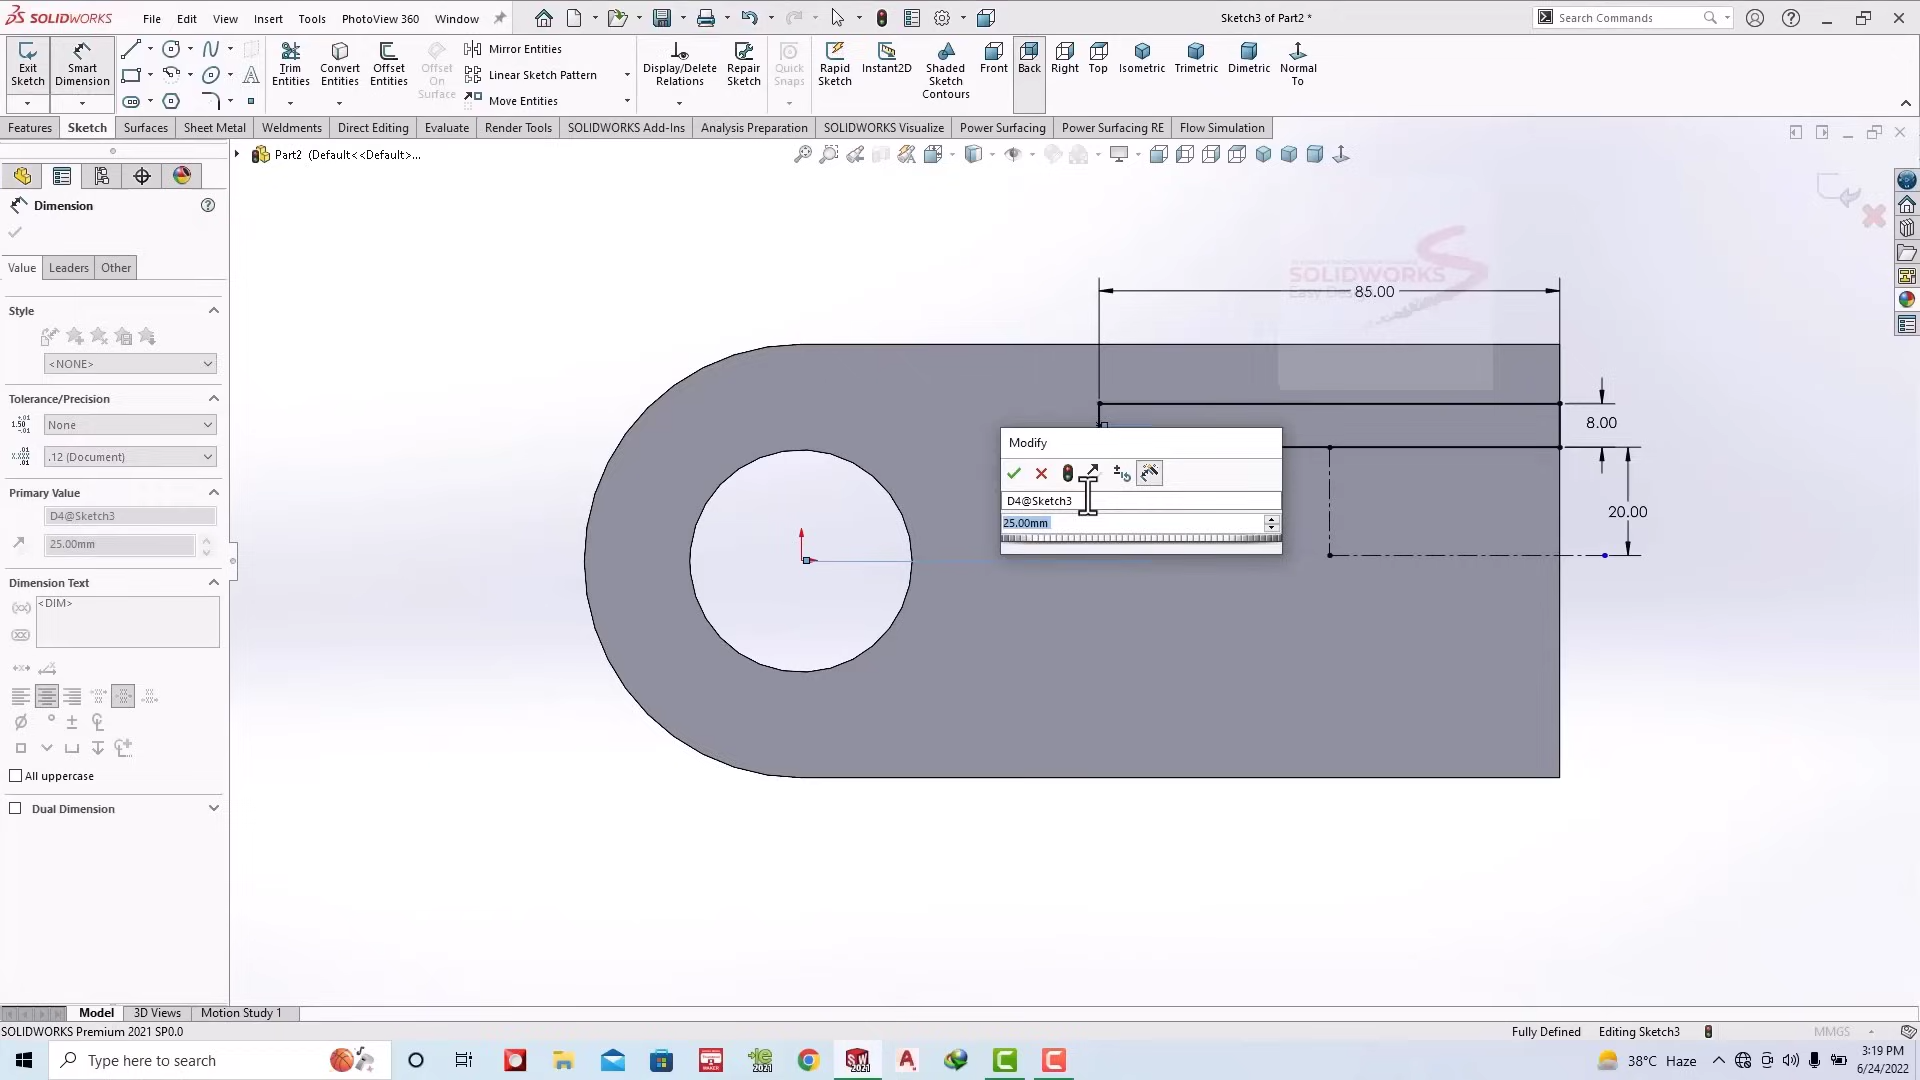 SOLIDWORKS
File
Edit
View
Insert
Tools
PhotoView 360
Window
Sketch3 of Part2 *
Search Commands
Exit Sketch
Smart Dimension
Trim Entities
Convert Entities
Offset Entities
Offset On Surface
Mirror Entities
Linear Sketch Pattern
Move Entities
Display/Delete Relations
Repair Sketch
Quick Snaps
Rapid Sketch
Instant2D
Shaded Sketch Contours
Front
Back
Right
Top
Isometric
Trimetric
Dimetric
Normal To
Features
Sketch
Surfaces
Sheet Metal
Weldments
Direct Editing
Evaluate
Render Tools
SOLIDWORKS Add-Ins
Analysis Preparation
SOLIDWORKS Visualize
Power Surfacing
Power Surfacing RE
Flow Simulation
Part2 (Default<<Default>...
Dimension
Value
Leaders
Other
Style
<NONE>
Tolerance/Precision
None
.12 (Document)
Primary Value
D4@Sketch3
25.00mm
Dimension Text
<DIM>
All uppercase
Dual Dimension
SOLIDWORKS
85.00
8.00
20.00
Modify
D4@Sketch3
25.00mm
Model
3D Views
Motion Study 1
SOLIDWORKS Premium 2021 SP0.0
Fully Defined
Editing Sketch3
MMGS
Type here to search
38°C Haze
3:19 PM
6/24/2022